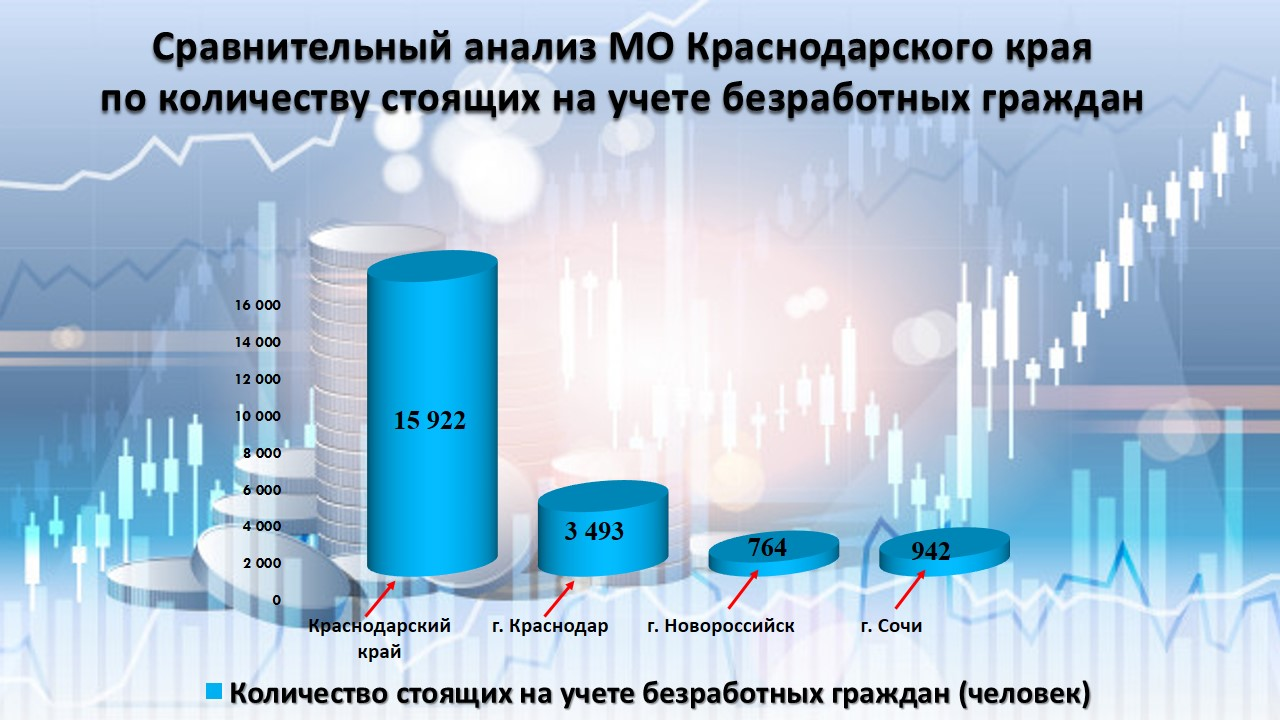 Сравнительный анализ МО Краснодарского края
по количеству стоящих на учете безработных граждан
16 000
14 000
12 000
10 000
8 000
6 000
4 000
2 000
0
15 922
3 493
764
942
Краснодарский
край
г. Краснодар
г. Новороссийск
г. Сочи
Количество стоящих на учете безработных граждан (человек)